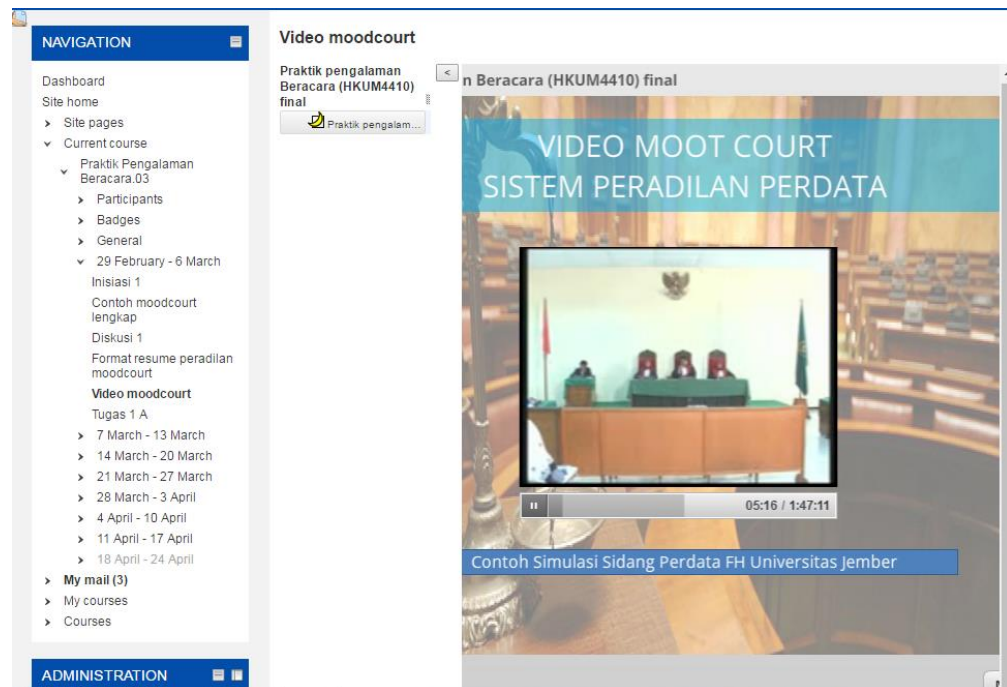 NAVIGATION
Dashboard
Site home
Site pages
Current course
Praktik Pengalaman
Beracara.03
Participants
Badges
General
29 February - 6 March
Inisiasi 1
Contoh moodcourt
lengkap
Diskusi 1
Format resume peradilan
moodcourt
Video moodcourt
Tugas 1 A
7 March - 13 March
14 March - 20 March
21 March - 27 March
28 March - 3 April
4 April - 10 April
11 April - 17 April
18 April - 24 April
My mail (3)
My courses
Courses
ADMINISTRATION
Video moodcourt
Praktik pengalaman
Beracara (HKUM4410)
final
Praktik pengalam...
<
n Beracara (HKUM4410) final
VIDEO MOOT COURT
SISTEM PERADILAN PERDATA
05:16 / 1:47:11
Contoh Simulasi Sidang Perdata FH Universitas Jember